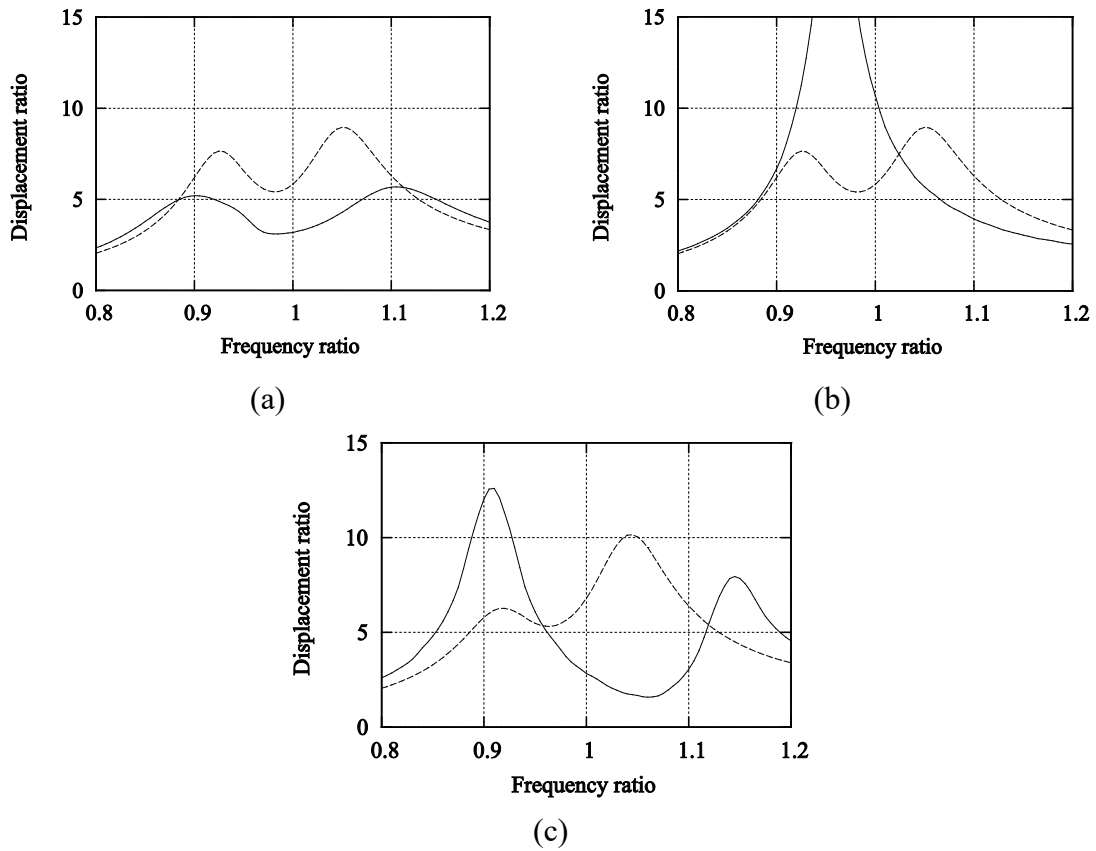 15
10
5
0
Displacement ratio
0.8 0.9 1 1.1 1.2
Frequency ratio
(a)
15
10
5
0
Displacement ratio
0.8 0.9 1 1.1 1.2
Frequency ratio
(b)
15
10
5
0
Displacement ratio
0.8 0.9 1 1.1 1.2
Frequency ratio
(c)